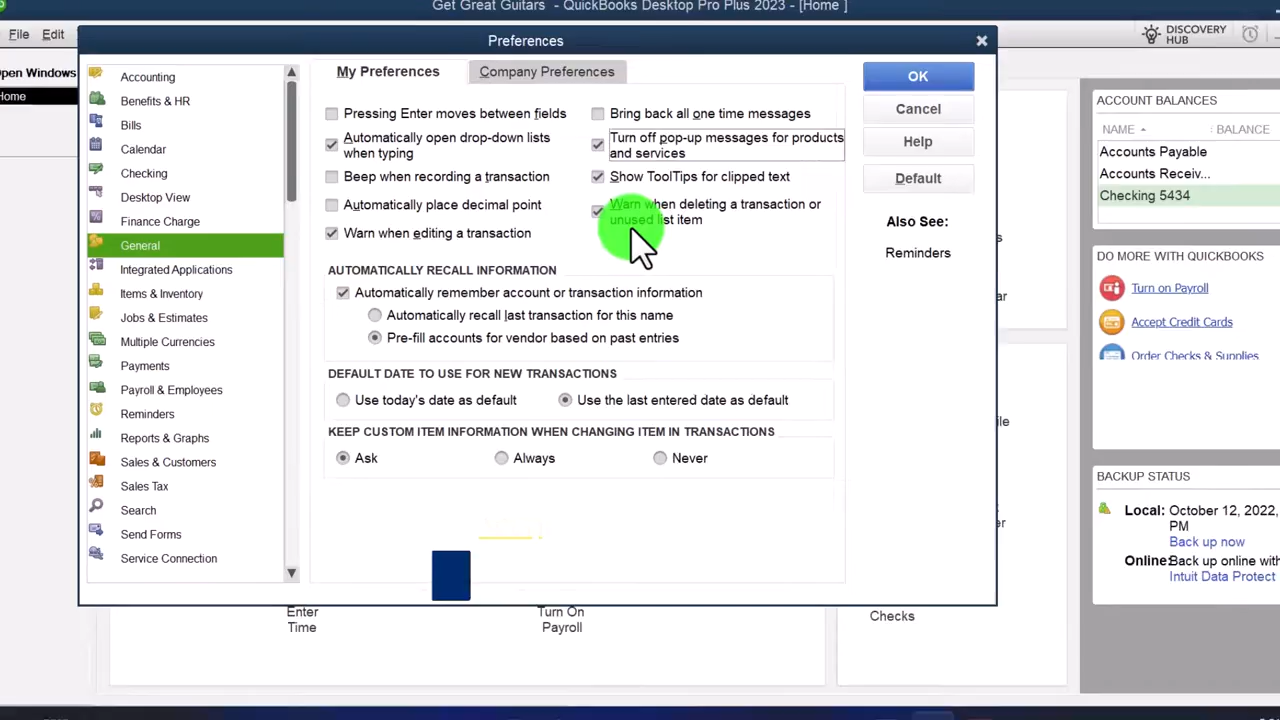 Get Great Guitars - QuickBooks Desktop Pro Plus 2023 - [Home ]
File Edit
DISCOVERY
HUB
Open Windows
Home
Preferences
Accounting
Benefits & HR
Bills
Calendar
Checking
Desktop View
Finance Charge
General
Integrated Applications
Items & Inventory
Jobs & Estimates
Multiple Currencies
Payments
Payroll & Employees
Reminders
Reports & Graphs
Sales & Customers
Sales Tax
Search
Send Forms
Service Connection
My Preferences Company Preferences
Pressing Enter moves between fields
Automatically open drop-down lists
when typing
Beep when recording a transaction
Automatically place decimal point
Warn when editing a transaction
Bring back all one time messages
Turn off pop-up messages for products
and services
Show ToolTips for clipped text
Warn when deleting a transaction or
unused list item
AUTOMATICALLY RECALL INFORMATION
Automatically remember account or transaction information
Automatically recall last transaction for this name
Pre-fill accounts for vendor based on past entries
DEFAULT DATE TO USE FOR NEW TRANSACTIONS
Use today's date as default Use the last entered date as default
KEEP CUSTOM ITEM INFORMATION WHEN CHANGING ITEM IN TRANSACTIONS
Ask Always Never
OK
Cancel
Help
Default
Also See:
Reminders
Enter
Time
Turn On
Payroll
Checks
ACCOUNT BALANCES
NAME BALANCE
Accounts Payable
Accounts Receiv...
Checking 5434
DO MORE WITH QUICKBOOKS
Turn on Payroll
Accept Credit Cards
Order Checks & Supplies
BACKUP STATUS
Local: October 12, 2022,
PM
Back up now
Online: Back up online with
Intuit Data Protect